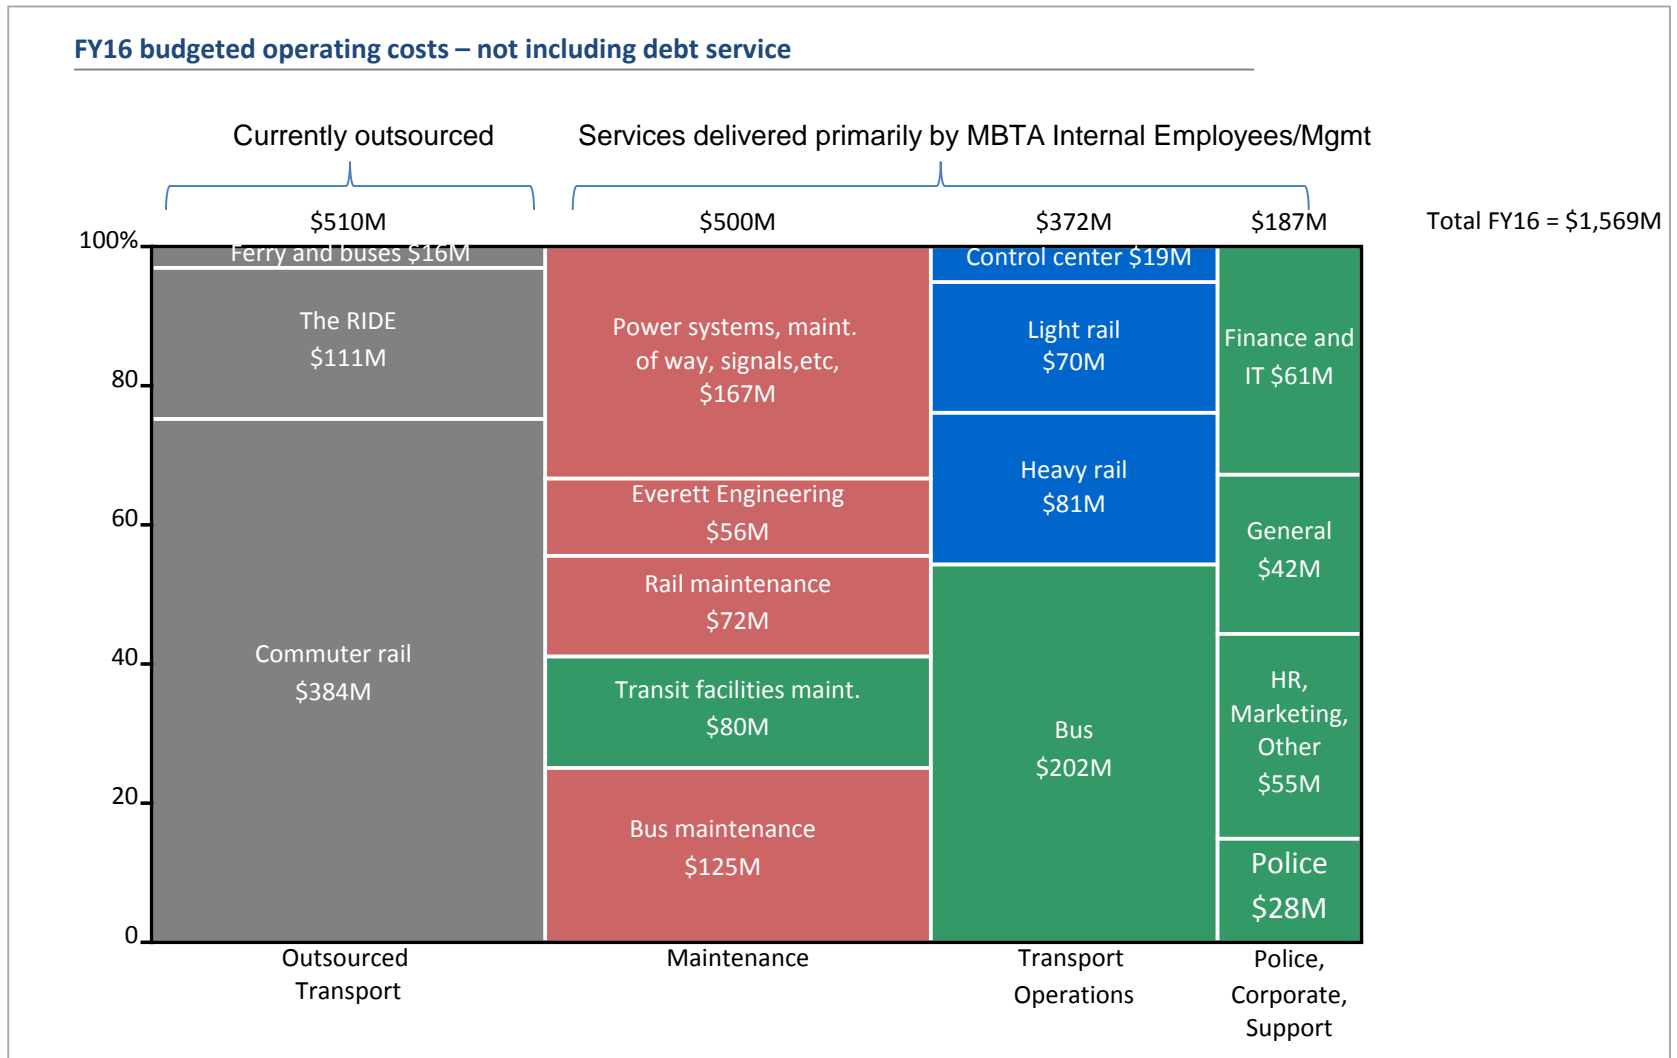 FY16 budgeted operating costs – not including debt service
Currently outsourced
Services delivered primarily by MBTA Internal Employees/Mgmt
$510M
$500M
$372M
$187M
Total FY16 = $1,569M
100%
80
60
40
20
0
Ferry and buses $16M
The RIDE
$111M
Commuter rail
$384M
Power systems, maint.
of way, signals,etc,
$167M
Everett Engineering
$56M
Rail maintenance
$72M
Transit facilities maint.
$80M
Bus maintenance
$125M
Control center $19M
Light rail
$70M
Heavy rail
$81M
Bus
$202M
Finance and
IT $61M
General
$42M
HR,
Marketing,
Other
$55M
Police
$28M
Outsourced
Transport
Maintenance
Transport
Operations
Police,
Corporate,
Support